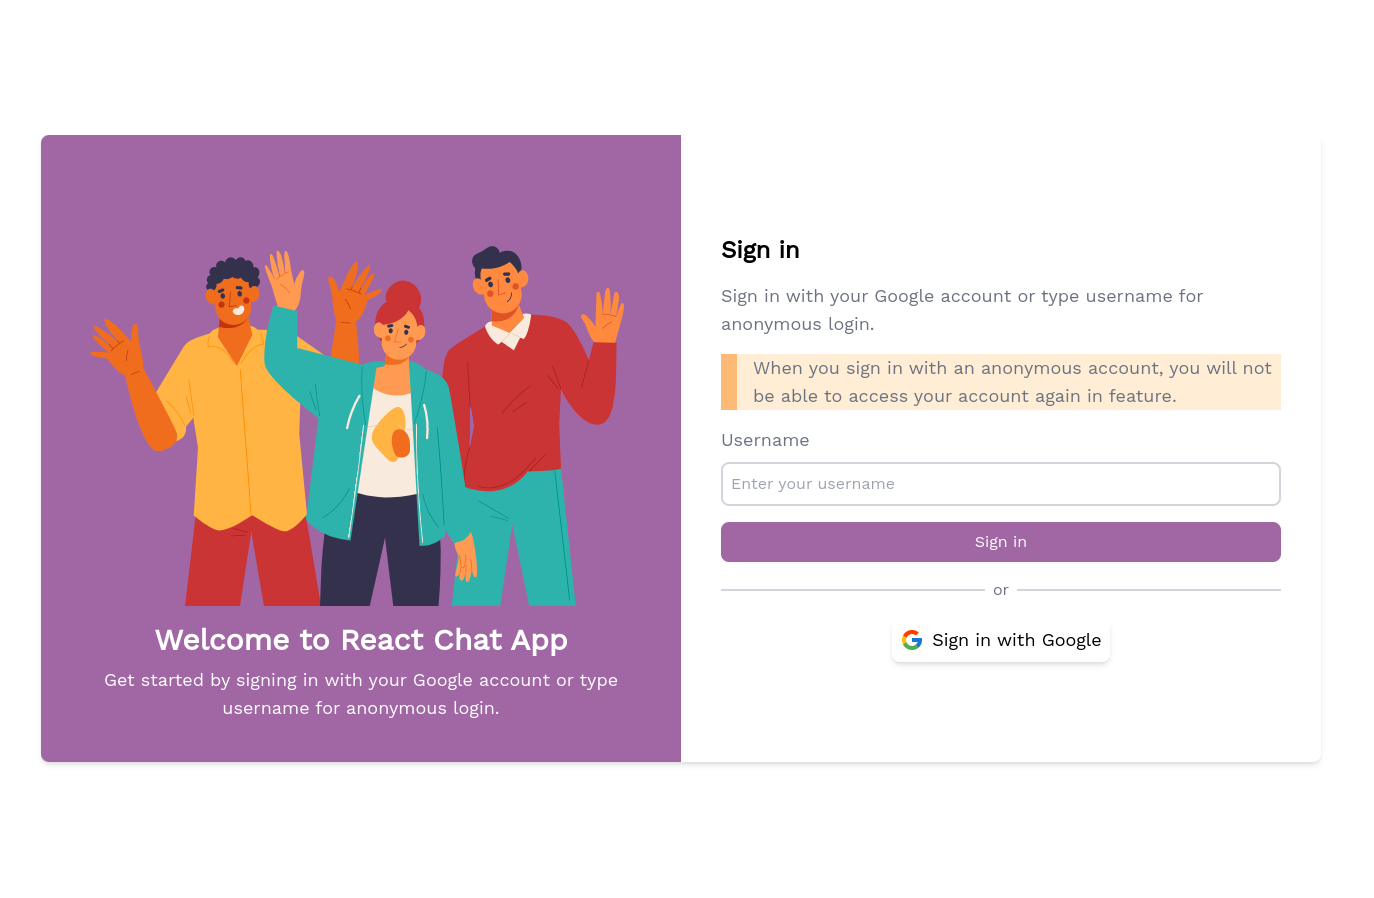 Welcome to React Chat App
Get started by signing in with your Google account or type
username for anonymous login.
Sign in
Sign in with your Google account or type username for
anonymous login.
When you sign in with an anonymous account, you will not
be able to access your account again in feature.
Username
Enter your username
Sign in
or
Sign in with Google